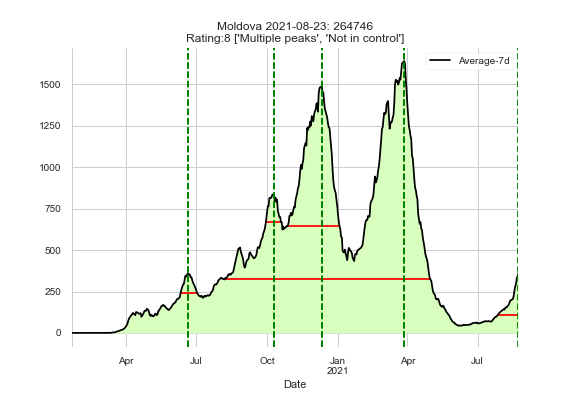 Moldova 2021-08-23: 264746
Rating:8 ['Multiple peaks', 'Not in control']
Average-7d
1500
1250
1000
750
500
250
0
Apr
Jul
Oct
Jan
2021
Apr
Jul
Date